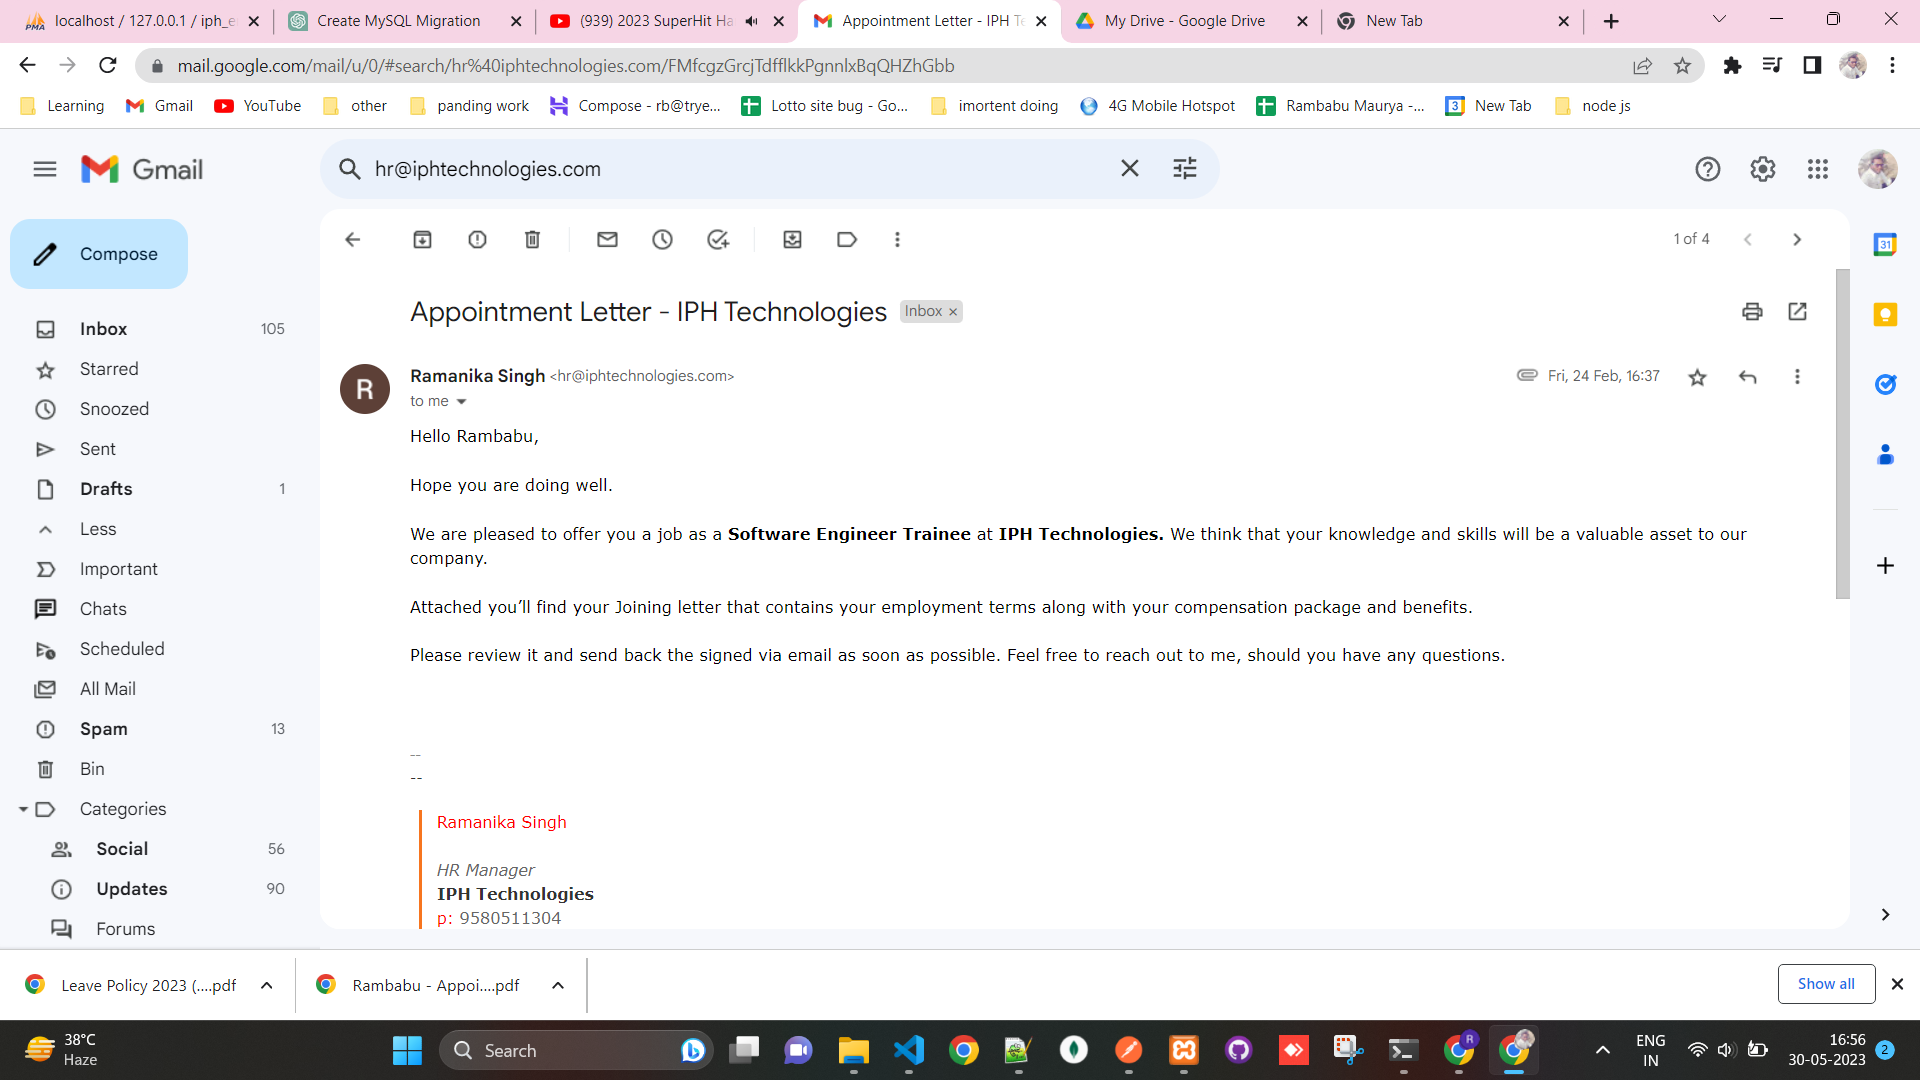 localhost / 127.0.0.1 / iph_e
Create MySQL Migration
(939) 2023 SuperHit Ha
Appointment Letter - IPH Te
My Drive - Google Drive
New Tab
mail.google.com/mail/u/0/#search/hr%40iphtechnologies.com/FMfcgzGrcjTdfflkkPgnnlxBqQHZhGbb
Learning
Gmail
YouTube
other
panding work
Compose - rb@trye...
Lotto site bug - Go...
imortent doing
4G Mobile Hotspot
Rambabu Maurya -...
New Tab
node js
Gmail
hr@iphtechnologies.com
Compose
1 of 4
Inbox 105
Starred
Snoozed
Sent
Drafts 1
Less
Important
Chats
Scheduled
All Mail
Spam 13
Bin
Categories
Social 56
Updates 90
Forums
Appointment Letter - IPH Technologies Inbox ×
R
Ramanika Singh <hr@iphtechnologies.com>
Fri, 24 Feb, 16:37
to me
Hello Rambabu,
Hope you are doing well.
We are pleased to offer you a job as a Software Engineer Trainee at IPH Technologies. We think that your knowledge and skills will be a valuable asset to our
company.
Attached you’ll find your Joining letter that contains your employment terms along with your compensation package and benefits.
Please review it and send back the signed via email as soon as possible. Feel free to reach out to me, should you have any questions.
--
--
Ramanika Singh
HR Manager
IPH Technologies
p: 9580511304
Leave Policy 2023 (....pdf
Rambabu - Appoi....pdf
Show all
38°C
Haze
Search
ENG
IN
16:56
30-05-2023
2